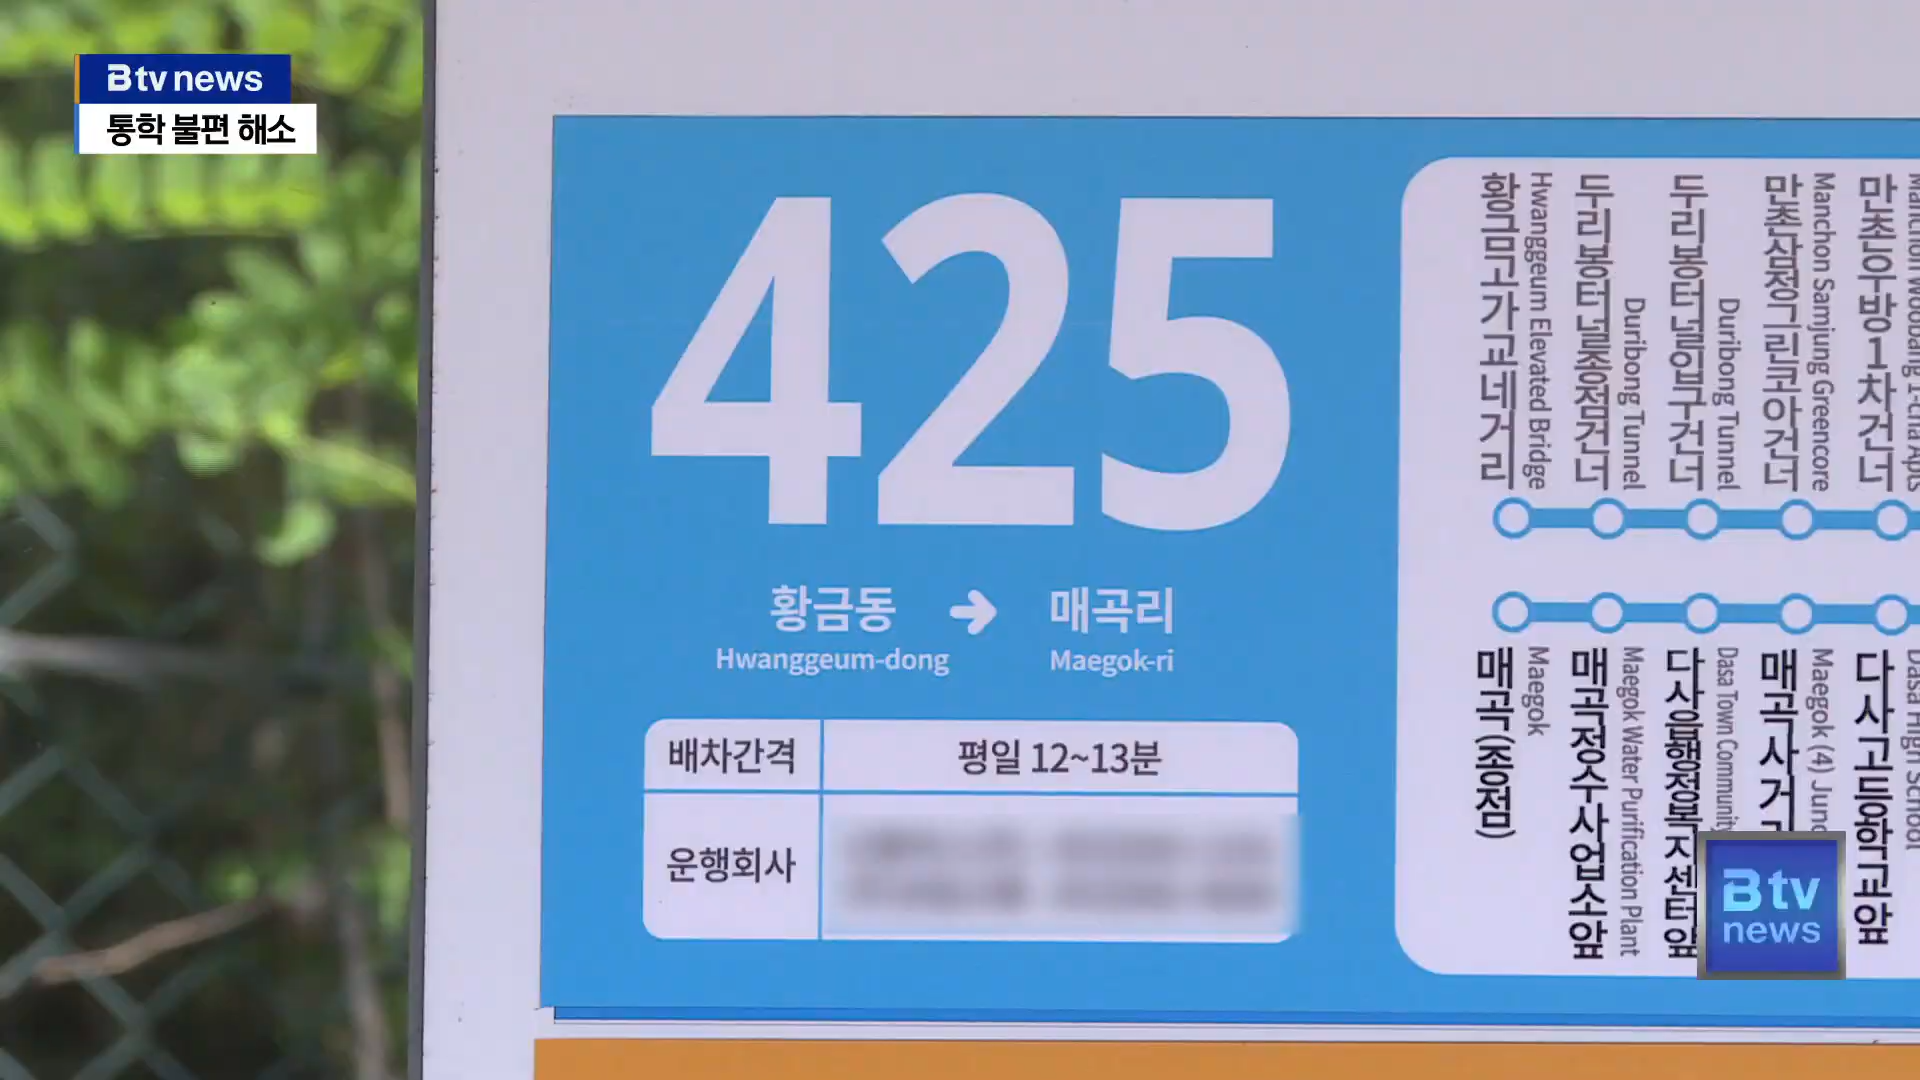 B tv news
통학 불편 해소
425
황금동 → 매곡리
Hwanggeum-dong
Maegok-ri
배차간격
평일 12~13분
운행회사
황금고가교네거리
Hwanggeum Elevated Bridge
두리봉터널종점건너
Duribong Tunnel
두리봉터널입구건너
Duribong Tunnel
만촌삼정그린코아건너
Manchon Samjung Greencore
만촌우방1차건너
Manchon Woobang 1-cha Apts
매곡(종점)
Maegok
매곡정수사업소앞
Maegok Water Purification Plant
다사읍행정복지센터앞
Dasa Town Community
매곡사거
Maegok (4) Junc
다사고등학교앞
Dasa High School
B tv
news